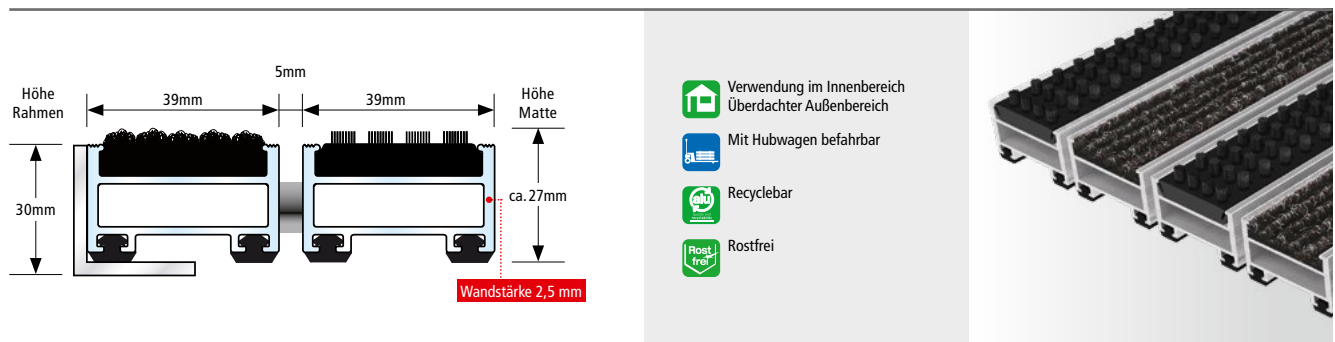 5mm
Höhe
Rahmen
39mm
39mm
Höhe
Matte
30mm
ca. 27mm
Wandstärke 2,5 mm
Verwendung im Innenbereich
Überdachter Außenbereich
Mit Hubwagen befahrbar
alu
Recyclebar
Rost
frei
Rostfrei